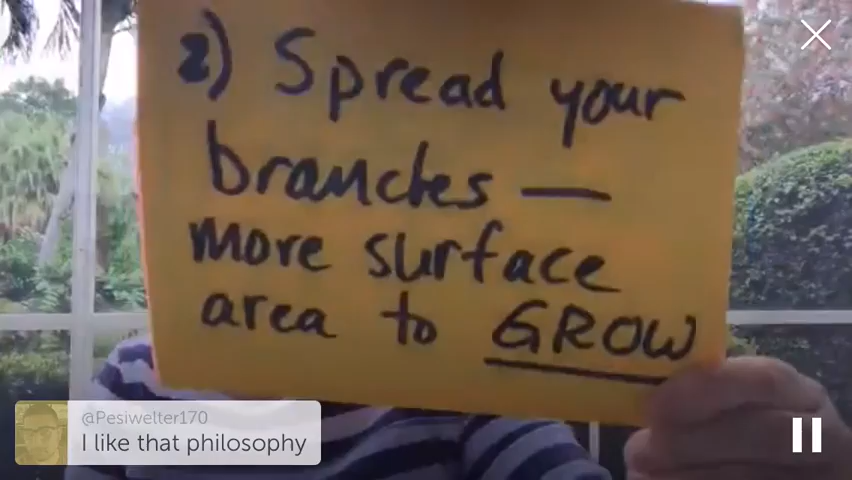 2) Spread your
branches —
more surface
area to GROW
@Pesiwelter170
I like that philosophy